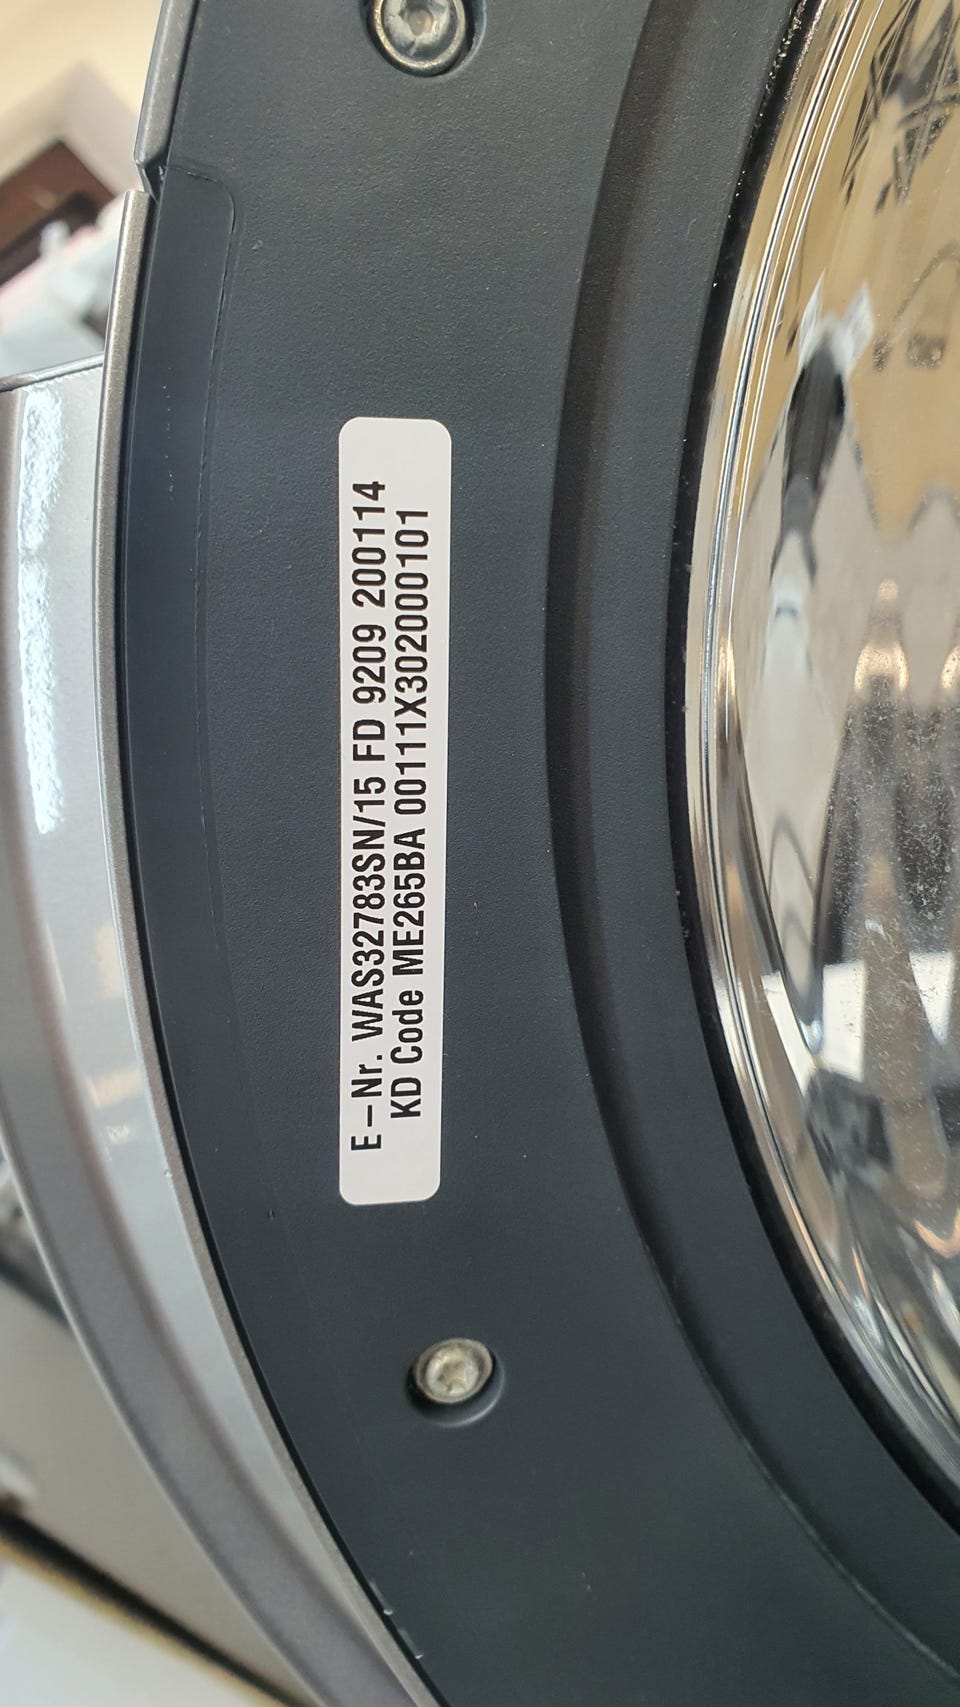 E–Nr. WAS32783SN/15 FD 9209 200114
KD Code ME265BA 00111X302000101